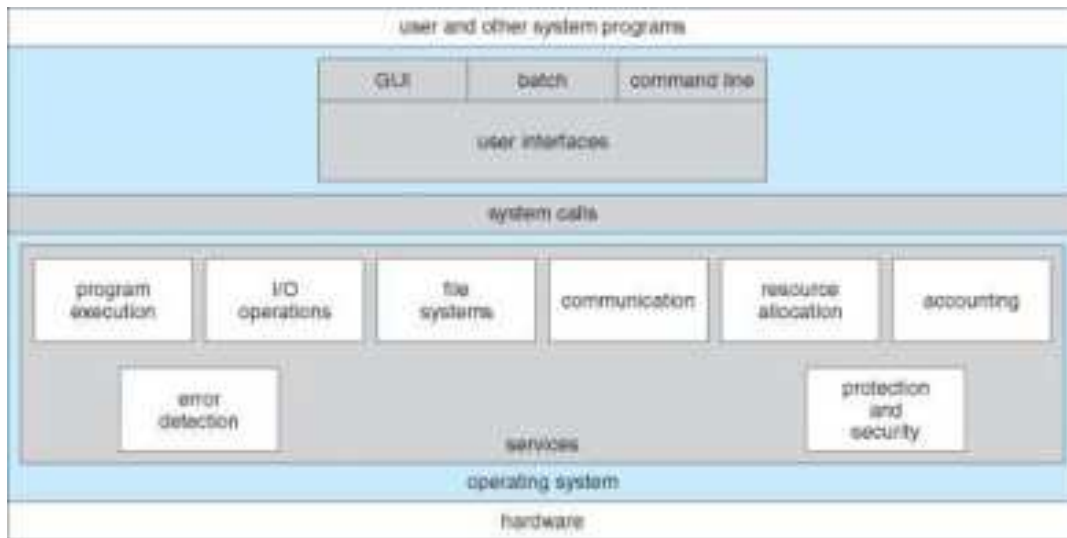 user and other system programs
GUI
batch
command line
user interfaces
system calls
program
execution
I/O
operations
file
systems
communication
resource
allocation
accounting
error
detection
protection
and
security
services
operating system
hardware